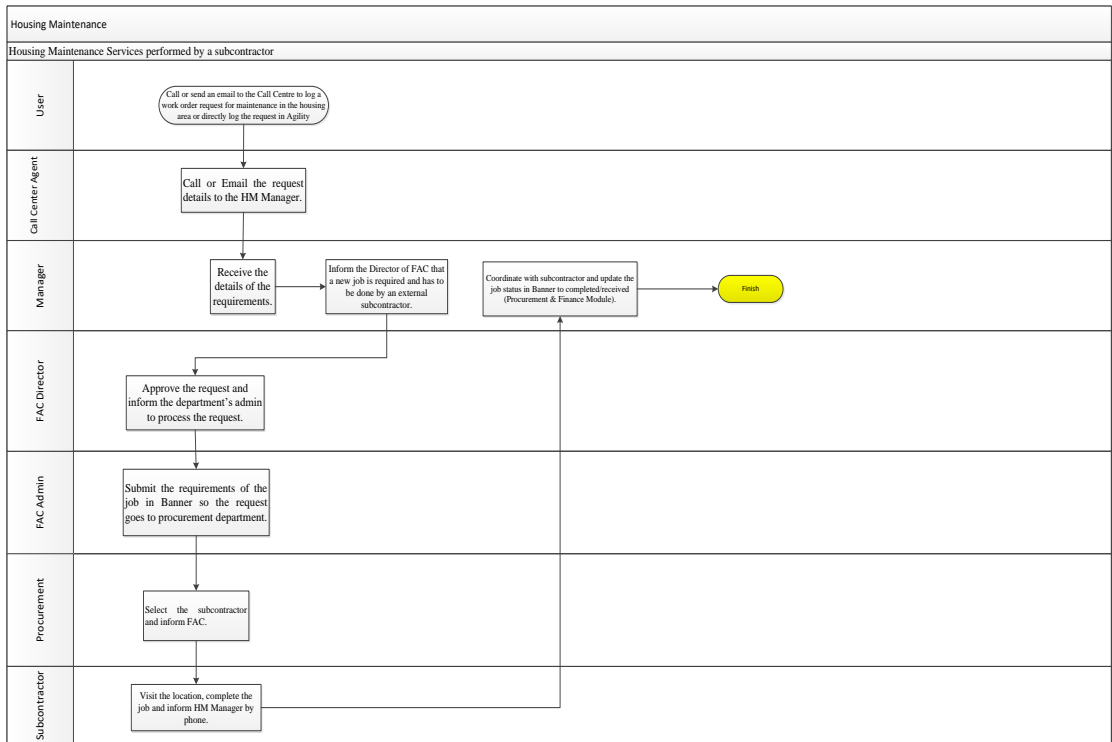 Housing Maintenance
Housing Maintenance Services performed by a subcontractor
User
Call or send an email to the Call Centre to log a
work order request for maintenance in the housing
area or directly log the request in Agility
Call Center Agent
Call or Email the request
details to the HM Manager.
Manager
Receive the
details of the
requirements.
Inform the Director of FAC that
a new job is required and has to
be done by an external
subcontractor.
Coordinate with subcontractor and update the
job status in Banner to completed/received
(Procurement & Finance Module).
Finish
FAC Director
Approve the request and
inform the department’s admin
to process the request.
FAC Admin
Submit the requirements of the
job in Banner so the request
goes to procurement department.
Procurement
Select the subcontractor
and inform FAC.
Subcontractor
Visit the location, complete the
job and inform HM Manager by
phone.